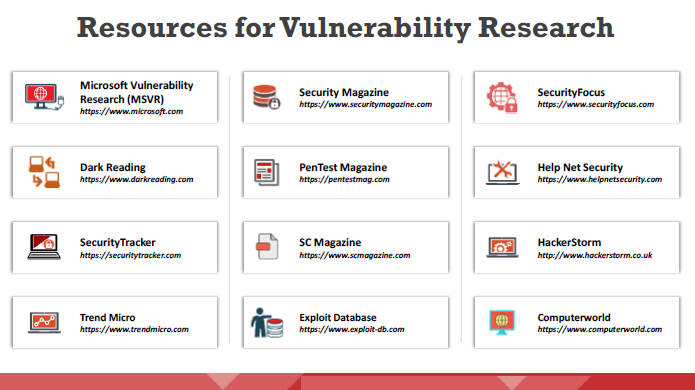 Resources for Vulnerability Research
Microsoft Vulnerability
Research (MSVR)
https://www.microsoft.com
Dark Reading
https://www.darkreading.com
SecurityTracker
https://securitytracker.com
Trend Micro
https://www.trendmicro.com
Security Magazine
https://www.securitymagazine.com
PenTest Magazine
https://pentestmag.com
SC Magazine
https://www.scmagazine.com
Exploit Database
https://www.exploit-db.com
SecurityFocus
https://www.securityfocus.com
Help Net Security
https://www.helpnetsecurity.com
HackerStorm
http://www.hackerstorm.co.uk
Computerworld
https://www.computerworld.com